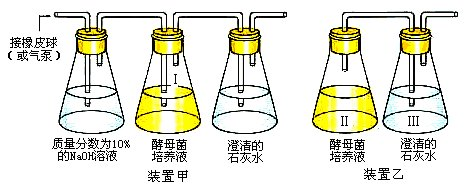 接橡皮球
（或气泵）
I
II
III
质量分数为10%
的NaOH溶液
酵母菌
培养液
澄清的
石灰水
酵母菌
培养液
澄清的
石灰水
装置甲
装置乙